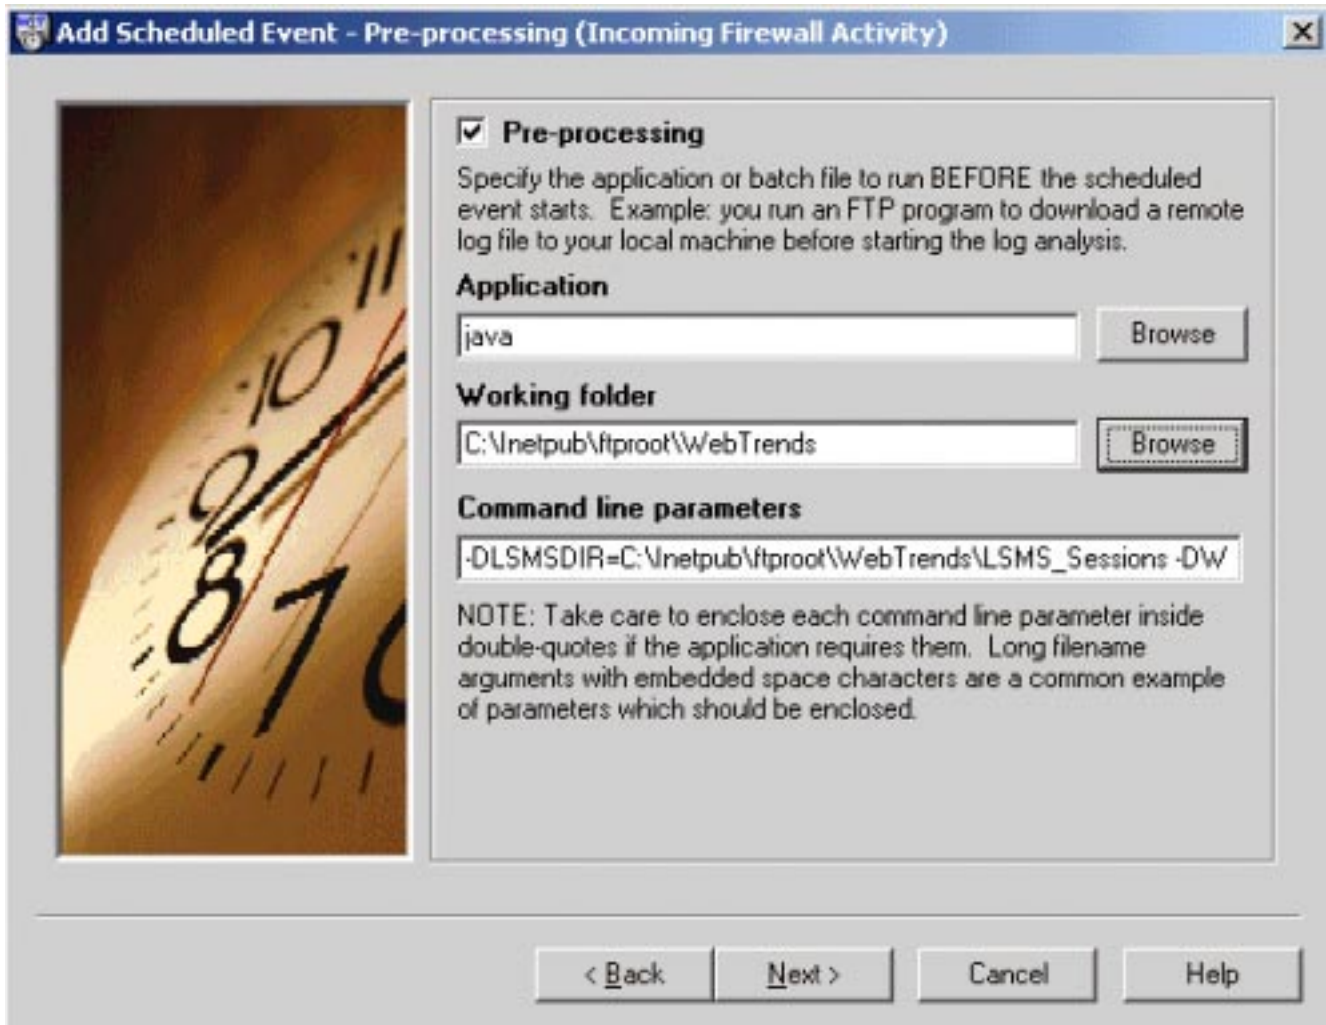 Add Scheduled Event - Pre-processing (Incoming Firewall Activity)
Pre-processing
Specify the application or batch file to run BEFORE the scheduled
event starts. Example: you run an FTP program to download a remote
log file to your local machine before starting the log analysis.
Application
java
Browse
Working folder
C:\Inetpub\ftproot\WebTrends
Browse
Command line parameters
-DLSMSDIR=C:\Inetpub\ftproot\WebTrends\LSMS_Sessions -DW
NOTE: Take care to enclose each command line parameter inside
double-quotes if the application requires them. Long filename
arguments with embedded space characters are a common example
of parameters which should be enclosed.
11
10
9
8
7
< Back
Next >
Cancel
Help